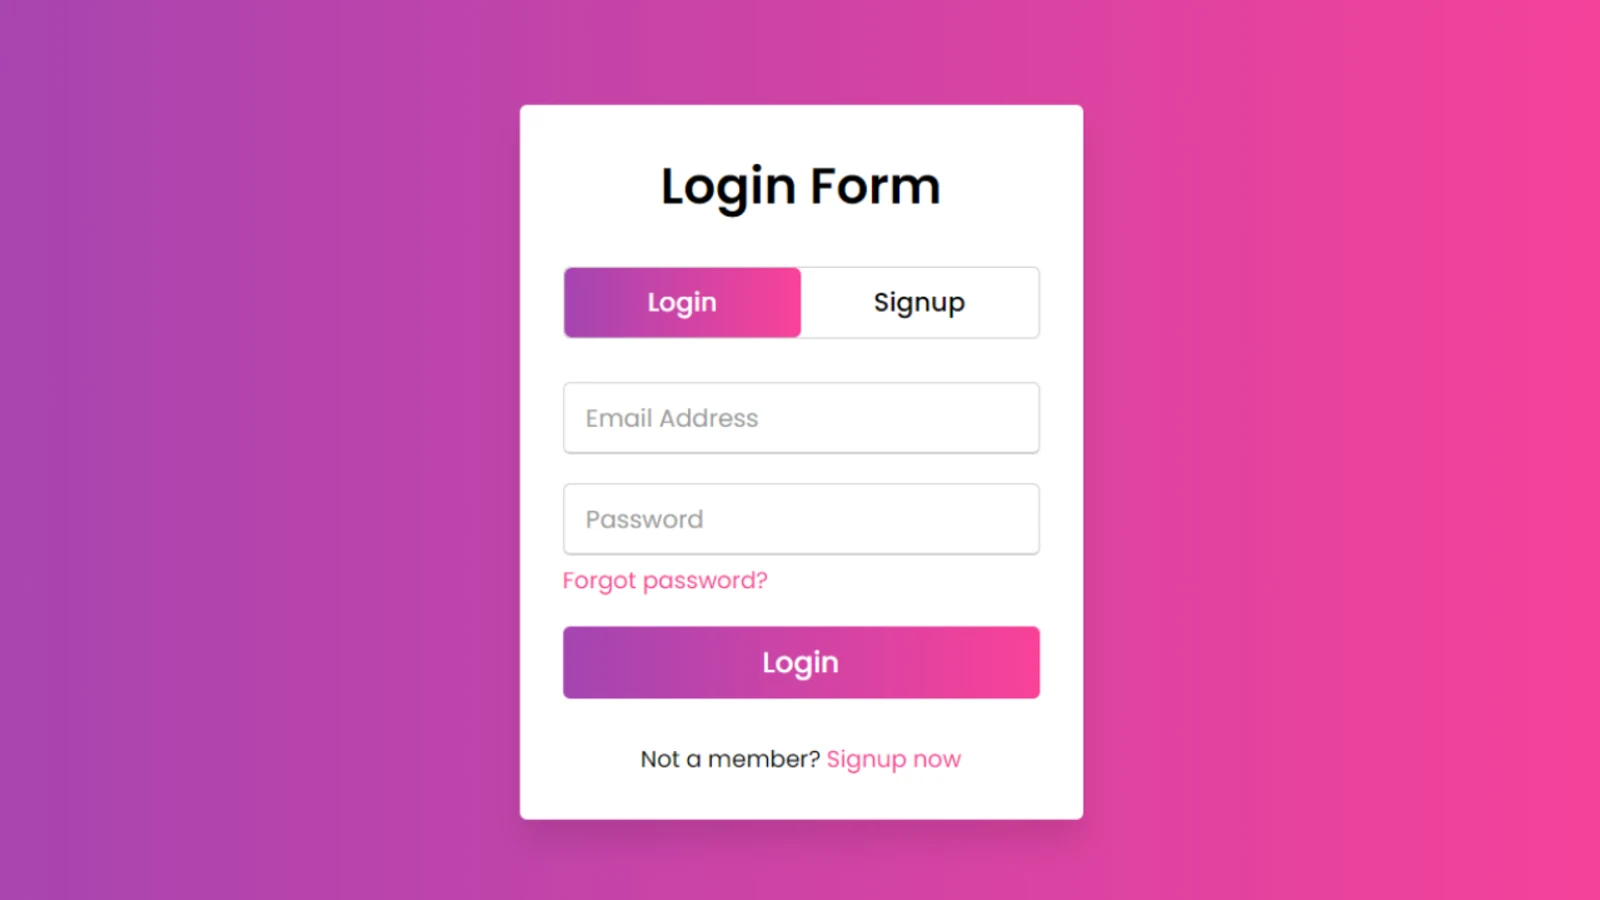 Login Form
Login Signup
Email Address
Password
Forgot password?
Login
Not a member? Signup now